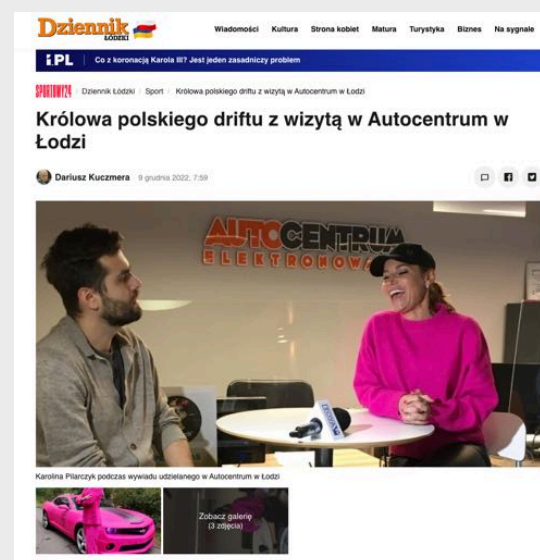 Dziennik
ŁÓDZKI
Wiadomości Kultura Strona kobiet Matura Turystyka Biznes Na sygnale
i.PL Co z koronacją Karola III? Jest jeden zasadniczy problem
SPORTOWY24 / Dziennik Łódzki / Sport / Królowa polskiego driftu z wizytą w Autocentrum w Łodzi
Królowa polskiego driftu z wizytą w Autocentrum w
Łodzi
Dariusz Kuczmera 9 grudnia 2022, 7:59
AUTOCENTRUM
ELEKTRONOWA
Karolina Pilarczyk podczas wywiadu udzielanego w Autocentrum w Łodzi
Zobacz galerię
(3 zdjęcia)